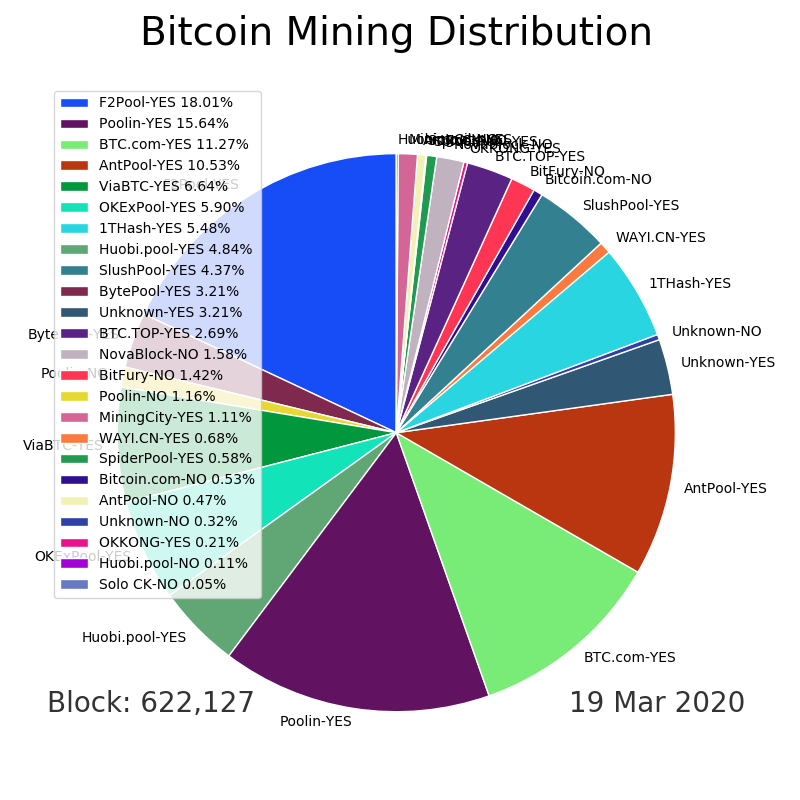 Bitcoin Mining Distribution
F2Pool-YES 18.01%
Poolin-YES 15.64%
BTC.com-YES 11.27%
AntPool-YES 10.53%
ViaBTC-YES 6.64%
OKExPool-YES 5.90%
1THash-YES 5.48%
Huobi.pool-YES 4.84%
SlushPool-YES 4.37%
BytePool-YES 3.21%
Unknown-YES 3.21%
BTC.TOP-YES 2.69%
NovaBlock-NO 1.58%
BitFury-NO 1.42%
Poolin-NO 1.16%
MiningCity-YES 1.11%
WAYI.CN-YES 0.68%
SpiderPool-YES 0.58%
Bitcoin.com-NO 0.53%
AntPool-NO 0.47%
Unknown-NO 0.32%
OKKONG-YES 0.21%
Huobi.pool-NO 0.11%
Solo CK-NO 0.05%
OKKONG-YES
BTC.TOP-YES
BitFury-NO
Bitcoin.com-NO
SlushPool-YES
WAYI.CN-YES
1THash-YES
Unknown-NO
Unknown-YES
AntPool-YES
BTC.com-YES
Poolin-YES
Huobi.pool-YES
OKExPool-YES
ViaBTC-YES
Block: 622,127
19 Mar 2020